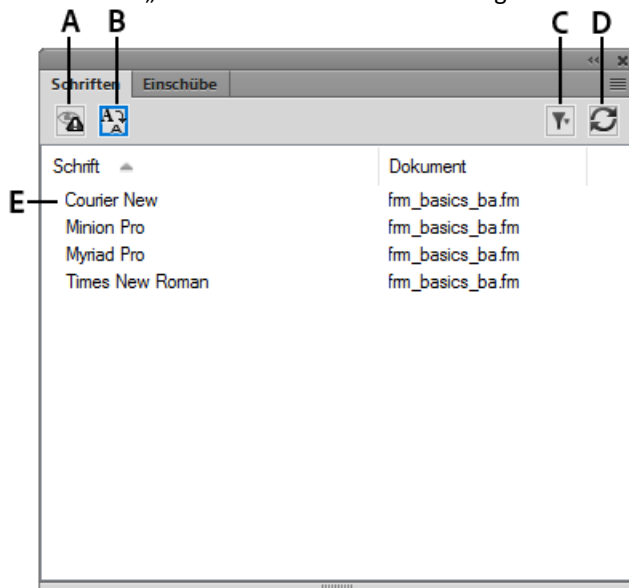 A B C D
Schriften Einschübe
Schrift Dokument
E Courier New frm_basics_ba.fm
Minion Pro frm_basics_ba.fm
Myriad Pro frm_basics_ba.fm
Times New Roman frm_basics_ba.fm